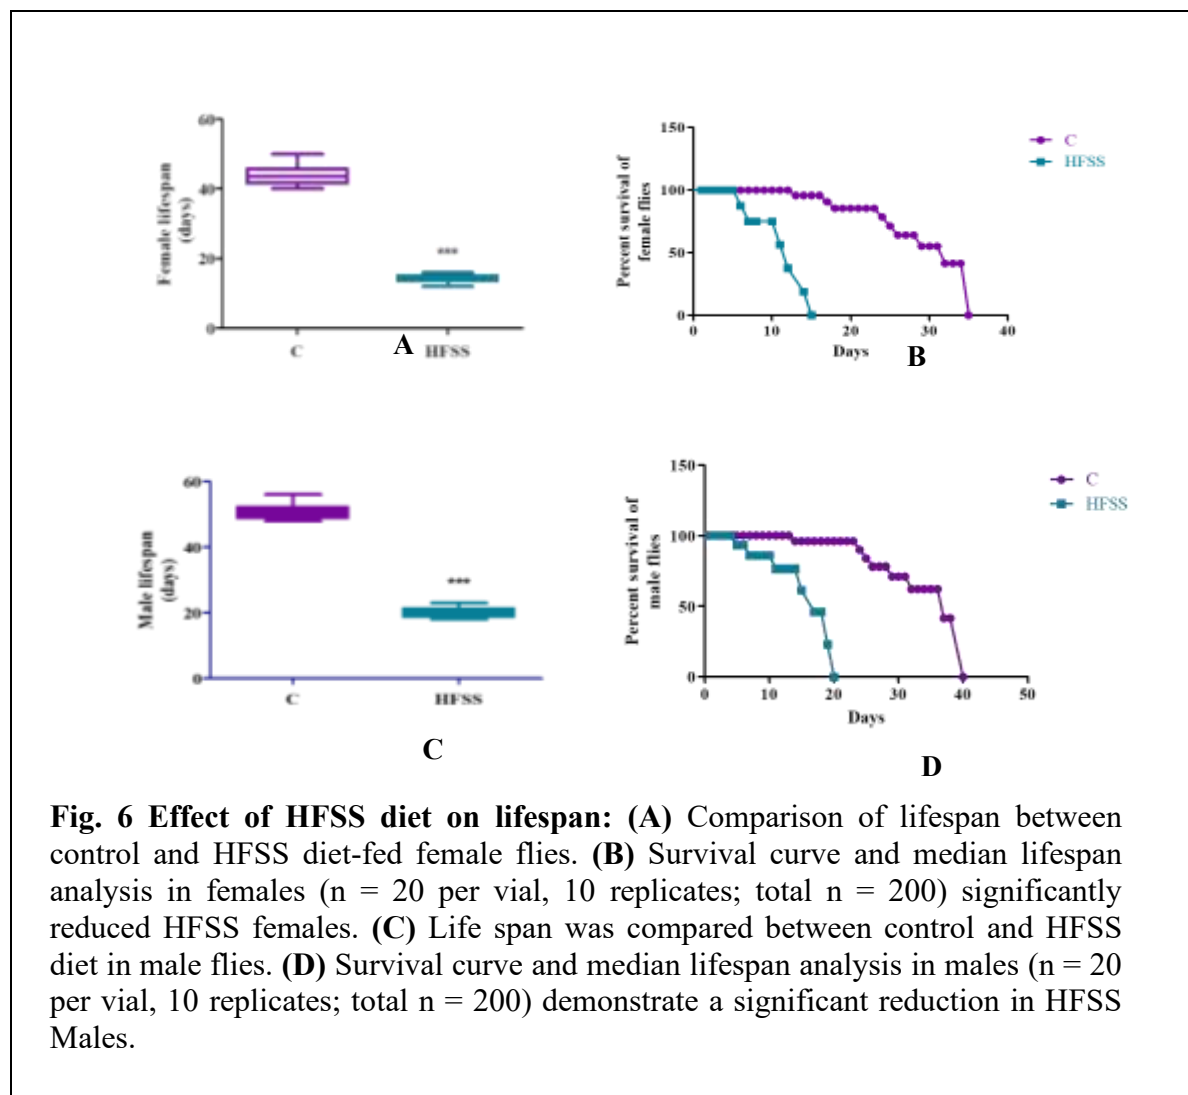 60
40
20
0
Female lifespan
(days)
***
C
HFSS
A
150
100
50
0
Percent survival of
female flies
0 10 20 30 40
Days
B
C
HFSS
60
40
20
0
Male lifespan
(days)
***
C
HFSS
C
150
100
50
0
Percent survival of
male flies
0 10 20 30 40 50
Days
D
C
HFSS
Fig. 6 Effect of HFSS diet on lifespan: (A) Comparison of lifespan between
control and HFSS diet-fed female flies. (B) Survival curve and median lifespan
analysis in females (n = 20 per vial, 10 replicates; total n = 200) significantly
reduced HFSS females. (C) Life span was compared between control and HFSS
diet in male flies. (D) Survival curve and median lifespan analysis in males (n = 20
per vial, 10 replicates; total n = 200) demonstrate a significant reduction in HFSS
Males.